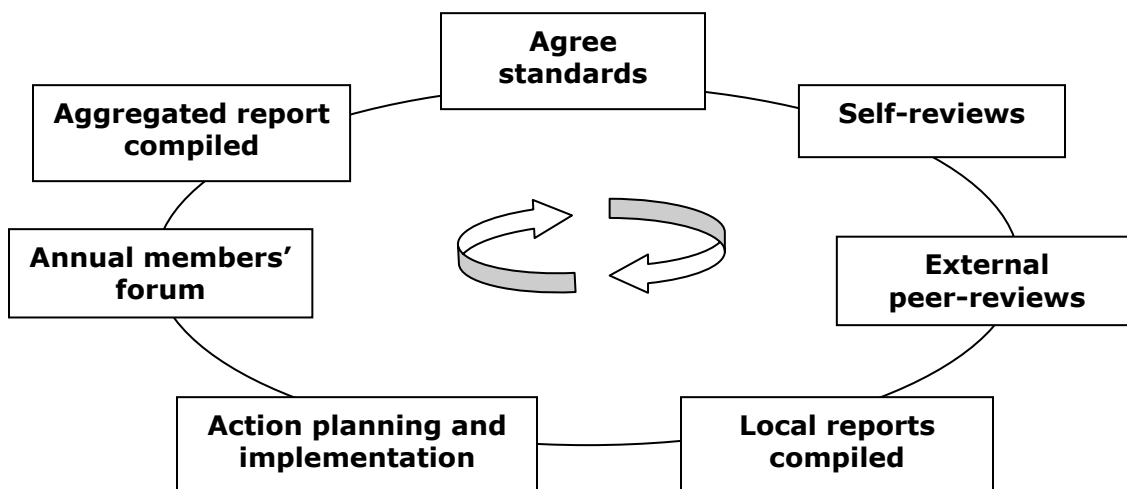 Agree
standards
Self-reviews
External
peer-reviews
Local reports
compiled
Action planning and
implementation
Annual members’
forum
Aggregated report
compiled